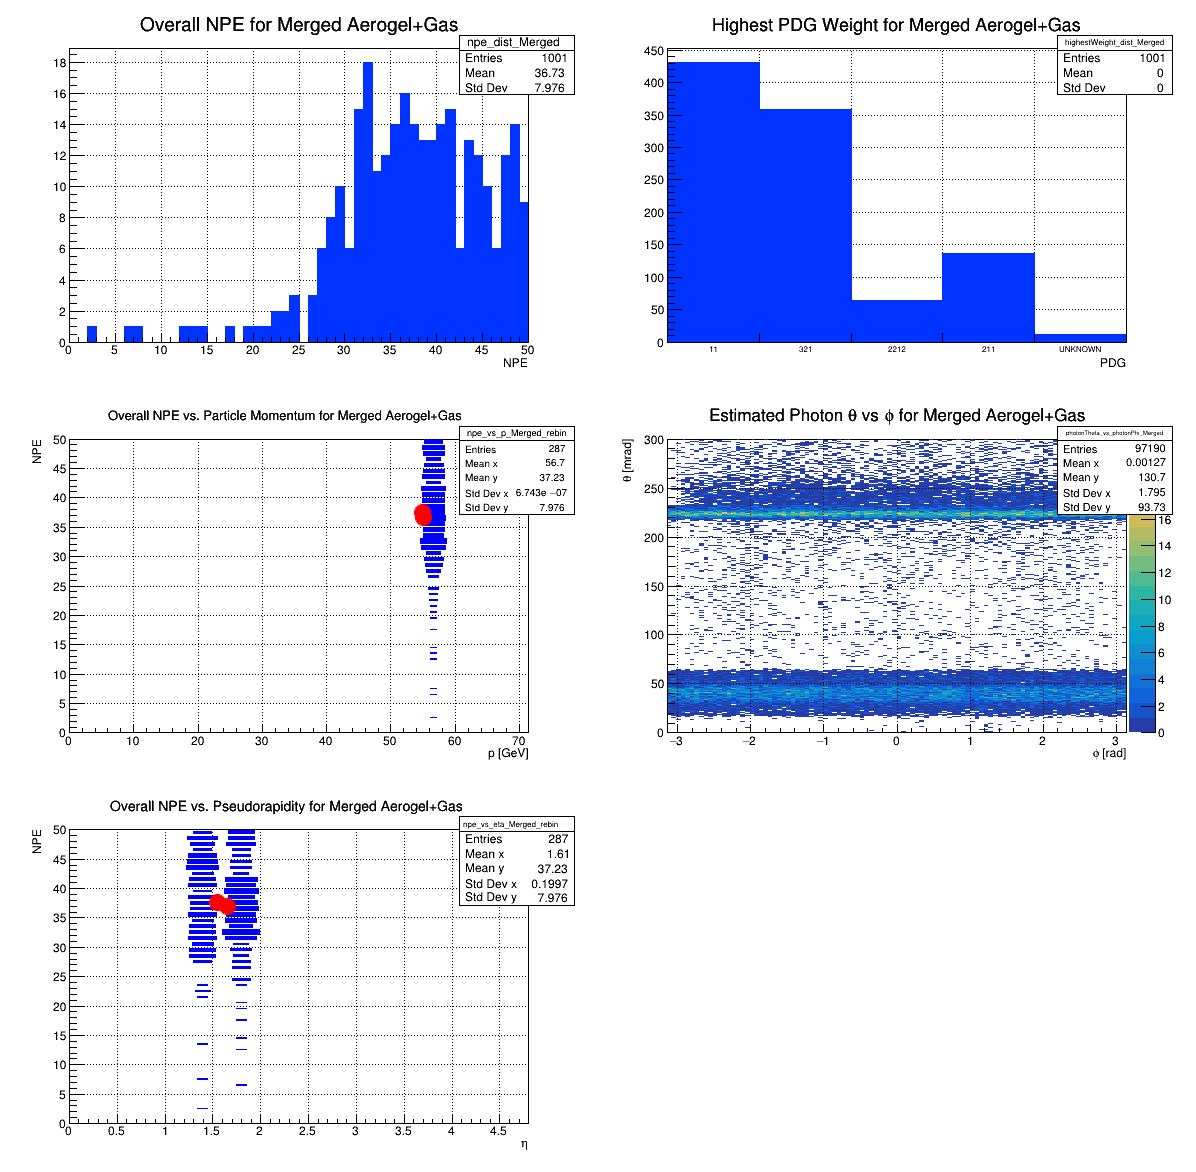 Overall NPE for Merged Aerogel+Gas
npe_dist_Merged
Entries 1001
Mean 36.73
Std Dev 7.976
18
16
14
12
10
8
6
4
2
0
0 5 10 15 20 25 30 35 40 45 50
NPE
Highest PDG Weight for Merged Aerogel+Gas
highestWeight_dist_Merged
Entries 1001
Mean 0
Std Dev 0
450
400
350
300
250
200
150
100
50
0
11 321 2212 211 UNKNOWN
PDG
Overall NPE vs. Particle Momentum for Merged Aerogel+Gas
NPE
npe_vs_p_Merged_rebin
Entries 287
Mean x 56.7
Mean y 37.23
Std Dev x 6.743e −07
Std Dev y 7.976
50
45
40
35
30
25
20
15
10
5
0
0 10 20 30 40 50 60 70
p [GeV]
Estimated Photon θ vs ϕ for Merged Aerogel+Gas
θ [mrad]
photonTheta_vs_photonPhi_Merged
Entries 97190
Mean x 0.00127
Mean y 130.7
Std Dev x 1.795
Std Dev y 93.73
300
250
200
150
100
50
0
−3 −2 −1 0 1 2 3
ϕ [rad]
16
14
12
10
8
6
4
2
0
Overall NPE vs. Pseudorapidity for Merged Aerogel+Gas
NPE
npe_vs_eta_Merged_rebin
Entries 287
Mean x 1.61
Mean y 37.23
Std Dev x 0.1997
Std Dev y 7.976
50
45
40
35
30
25
20
15
10
5
0
0 0.5 1 1.5 2 2.5 3 3.5 4 4.5
η